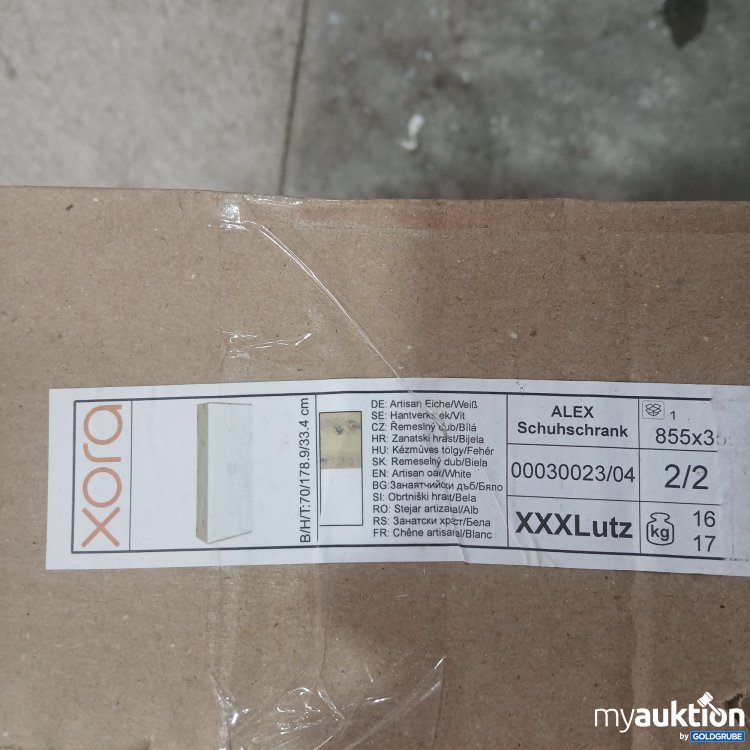 xora
B/H/T:70/178.9/33.4 cm
DE: Artisan Eiche/Weiß
SE: Hantverks ek/Vit
CZ: Řemeslný dub/Bílá
HR: Zanatski hrast/Bijela
HU: Kézműves tölgy/Fehér
SK: Remeselný dub/Biela
EN: Artisan oak/White
BG:Занаятчийски дъб/Бяло
SI: Obrtniški hrast/Bela
RO: Stejar artizanal/Alb
RS: Занатски храст/Бела
FR: Chêne artisanal/Blanc
ALEX
Schuhschrank
00030023/04
XXXLutz
1
855x35
2/2
kg
16
17
myauktion
by GOLDGRUBE